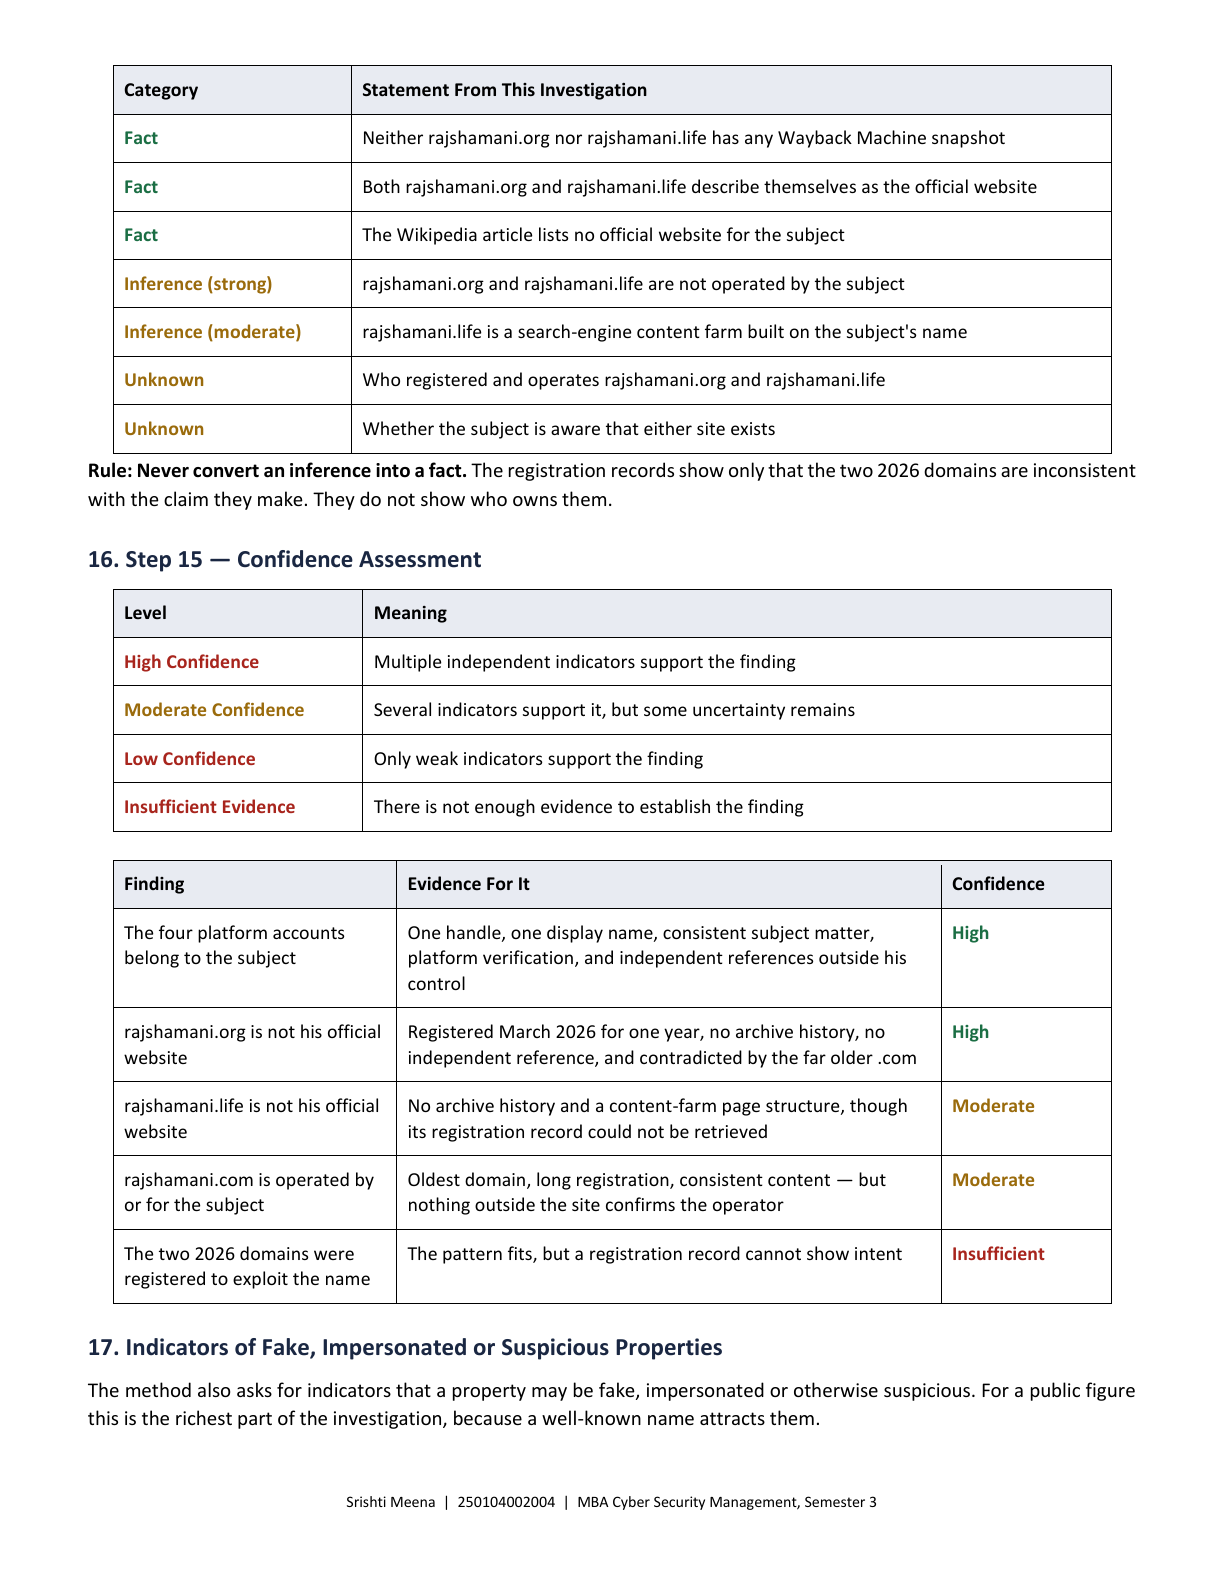 Category Statement From This Investigation
Fact Neither rajshamani.org nor rajshamani.life has any Wayback Machine snapshot
Fact Both rajshamani.org and rajshamani.life describe themselves as the official website
Fact The Wikipedia article lists no official website for the subject
Inference (strong) rajshamani.org and rajshamani.life are not operated by the subject
Inference (moderate) rajshamani.life is a search-engine content farm built on the subject's name
Unknown Who registered and operates rajshamani.org and rajshamani.life
Unknown Whether the subject is aware that either site exists
Rule: Never convert an inference into a fact. The registration records show only that the two 2026 domains are inconsistent
with the claim they make. They do not show who owns them.
16. Step 15 — Confidence Assessment
Level Meaning
High Confidence Multiple independent indicators support the finding
Moderate Confidence Several indicators support it, but some uncertainty remains
Low Confidence Only weak indicators support the finding
Insufficient Evidence There is not enough evidence to establish the finding
Finding Evidence For It Confidence
The four platform accounts One handle, one display name, consistent subject matter, High
belong to the subject platform verification, and independent references outside his
control
rajshamani.org is not his official Registered March 2026 for one year, no archive history, no High
website independent reference, and contradicted by the far older .com
rajshamani.life is not his official No archive history and a content-farm page structure, though Moderate
website its registration record could not be retrieved
rajshamani.com is operated by Oldest domain, long registration, consistent content — but Moderate
or for the subject nothing outside the site confirms the operator
The two 2026 domains were The pattern fits, but a registration record cannot show intent Insufficient
registered to exploit the name
17. Indicators of Fake, Impersonated or Suspicious Properties
The method also asks for indicators that a property may be fake, impersonated or otherwise suspicious. For a public figure
this is the richest part of the investigation, because a well-known name attracts them.
Srishti Meena | 250104002004 | MBA Cyber Security Management, Semester 3